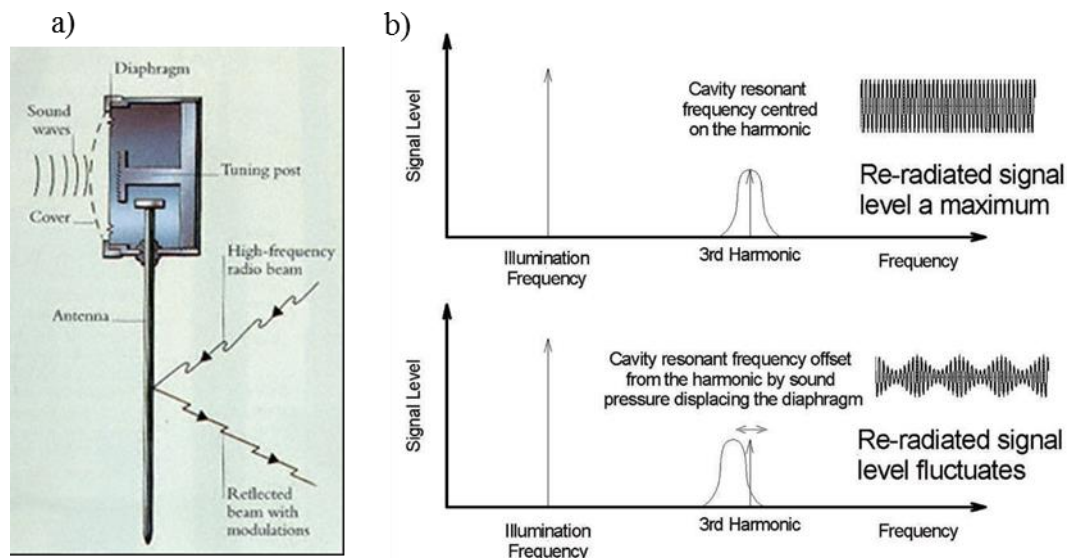 a)
Diaphragm
Sound
waves
Tuning post
Cover
High-frequency
radio beam
Antenna
Reflected
beam with
modulations
b)
Signal Level
Cavity resonant
frequency centred
on the harmonic
Re-radiated signal
level a maximum
Illumination
Frequency
3rd Harmonic
Frequency
Signal Level
Cavity resonant frequency offset
from the harmonic by sound
pressure displacing the diaphragm
Re-radiated signal
level fluctuates
Illumination
Frequency
3rd Harmonic
Frequency